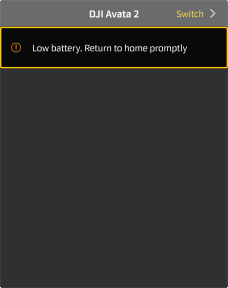 DJI Avata 2 Switch
Low battery. Return to home promptly